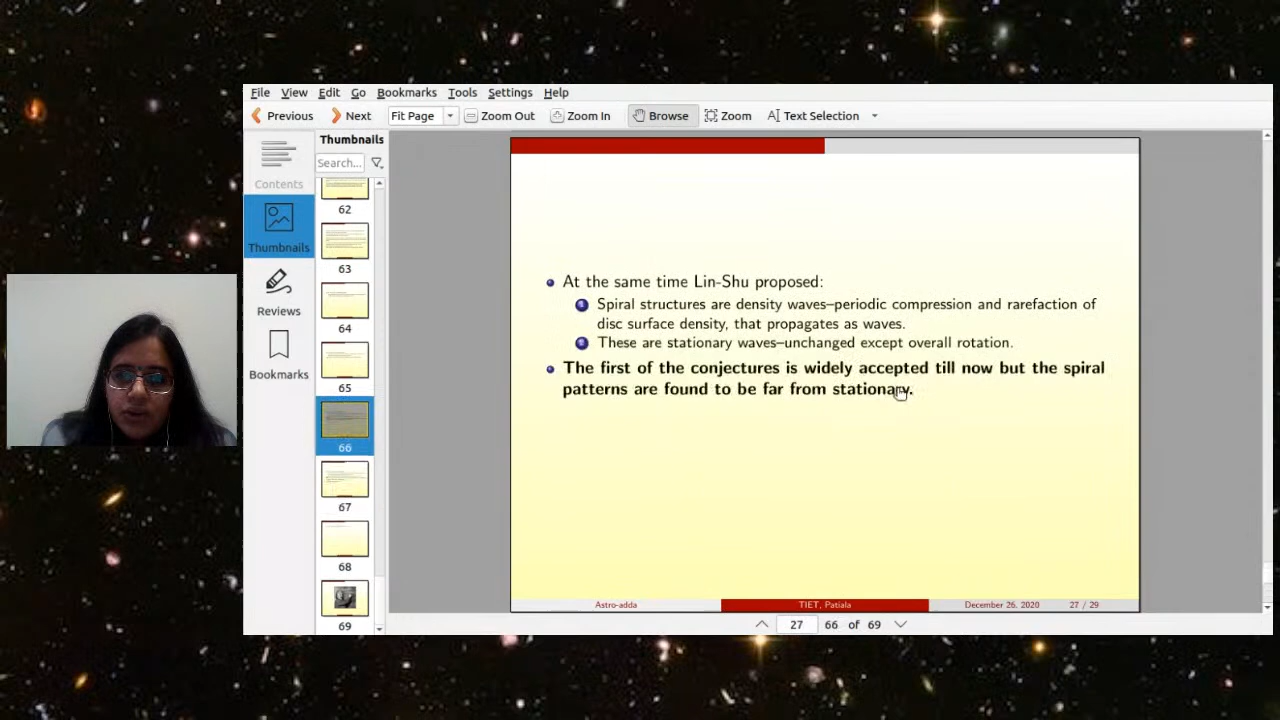 File View Edit Go Bookmarks Tools Settings Help
Previous Next Fit Page Zoom Out Zoom In Browse Zoom Text Selection
Thumbnails
Search...
Contents
Thumbnails
Reviews
Bookmarks
62
63
64
65
66
67
68
69
At the same time Lin-Shu proposed:
1 Spiral structures are density waves–periodic compression and rarefaction of
disc surface density, that propagates as waves.
2 These are stationary waves–unchanged except overall rotation.
The first of the conjectures is widely accepted till now but the spiral
patterns are found to be far from stationary.
Astro-adda TIET, Patiala December 26, 2020 27 / 29
27 66 of 69